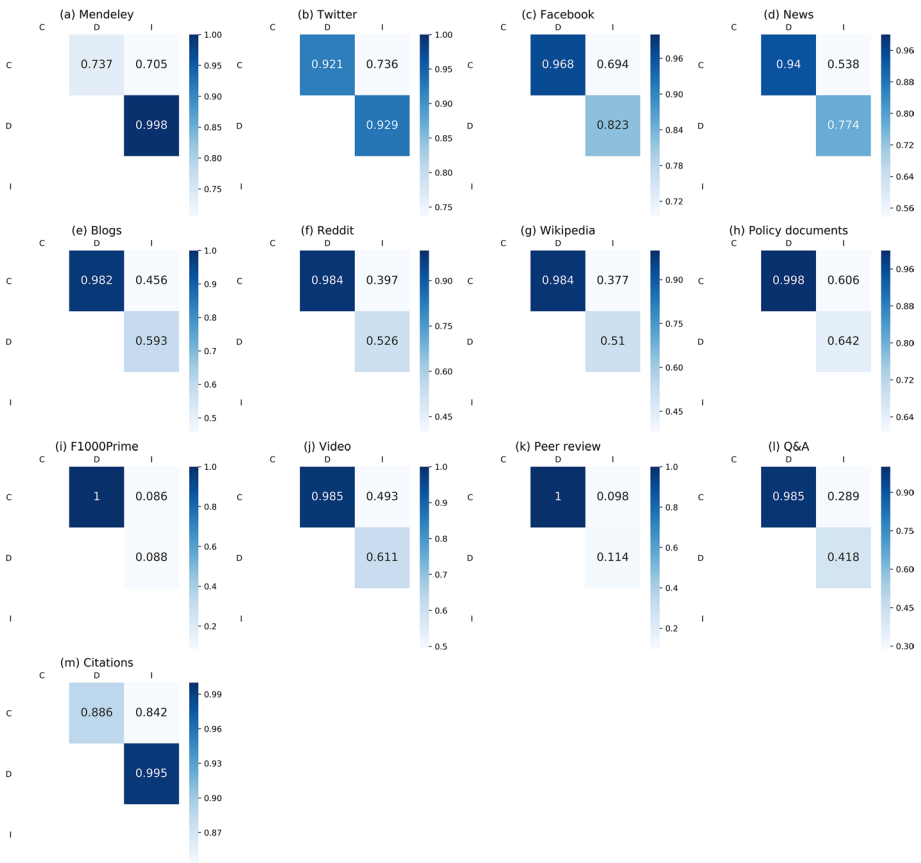 (a) Mendeley
C D I
C 0.737 0.705
D 0.998
I
1.00
0.95
0.90
0.85
0.80
0.75
(b) Twitter
C D I
C 0.921 0.736
D 0.929
I
1.00
0.95
0.90
0.85
0.80
0.75
(c) Facebook
C D I
C 0.968 0.694
D 0.823
I
0.96
0.90
0.84
0.78
0.72
(d) News
C D I
C 0.94 0.538
D 0.774
I
0.96
0.88
0.80
0.72
0.64
0.56
(e) Blogs
C D I
C 0.982 0.456
D 0.593
I
1.0
0.9
0.8
0.7
0.6
0.5
(f) Reddit
C D I
C 0.984 0.397
D 0.526
I
0.90
0.75
0.60
0.45
(g) Wikipedia
C D I
C 0.984 0.377
D 0.51
I
0.90
0.75
0.60
0.45
(h) Policy documents
C D I
C 0.998 0.606
D 0.642
I
0.96
0.88
0.80
0.72
0.64
(i) F1000Prime
C D I
C 1 0.086
D 0.088
I
1.0
0.8
0.6
0.4
0.2
(j) Video
C D I
C 0.985 0.493
D 0.611
I
1.0
0.9
0.8
0.7
0.6
0.5
(k) Peer review
C D I
C 1 0.098
D 0.114
I
1.0
0.8
0.6
0.4
0.2
(l) Q&A
C D I
C 0.985 0.289
D 0.418
I
0.90
0.75
0.60
0.45
0.30
(m) Citations
C D I
C 0.886 0.842
D 0.995
I
0.99
0.96
0.93
0.90
0.87